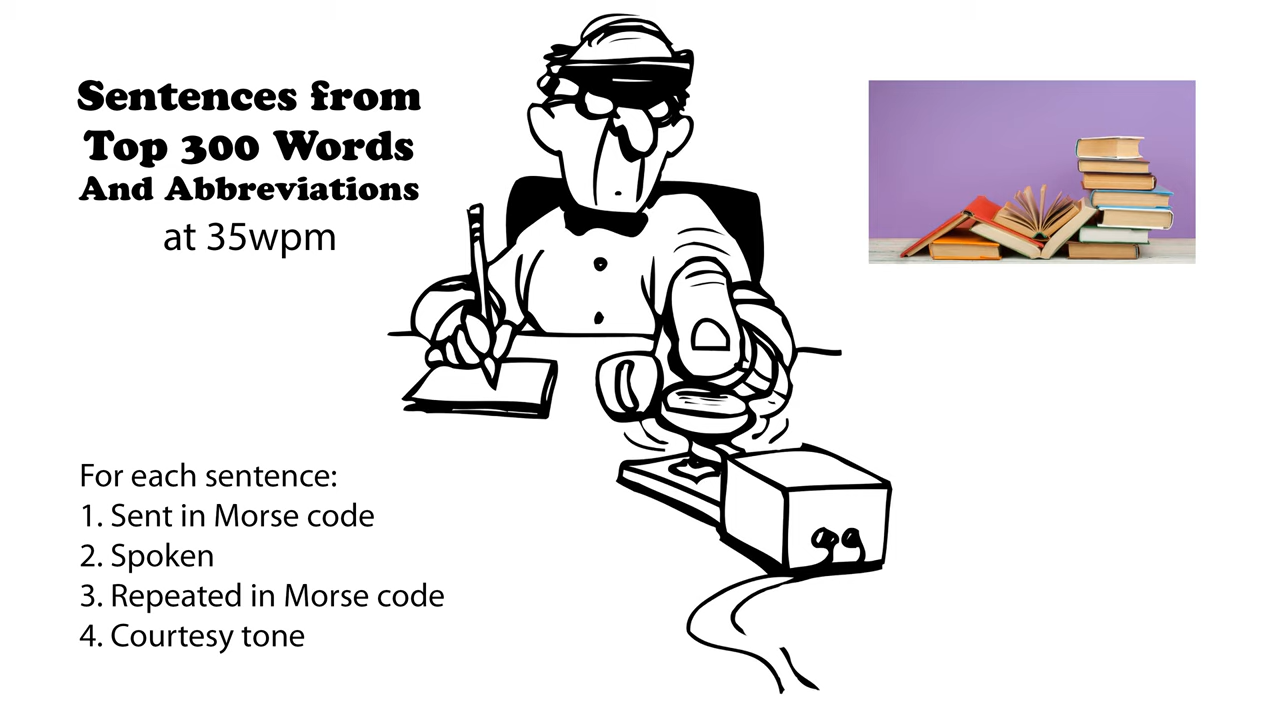 Sentences from
Top 300 Words
And Abbreviations
at 35wpm
For each sentence:
1. Sent in Morse code
2. Spoken
3. Repeated in Morse code
4. Courtesy tone